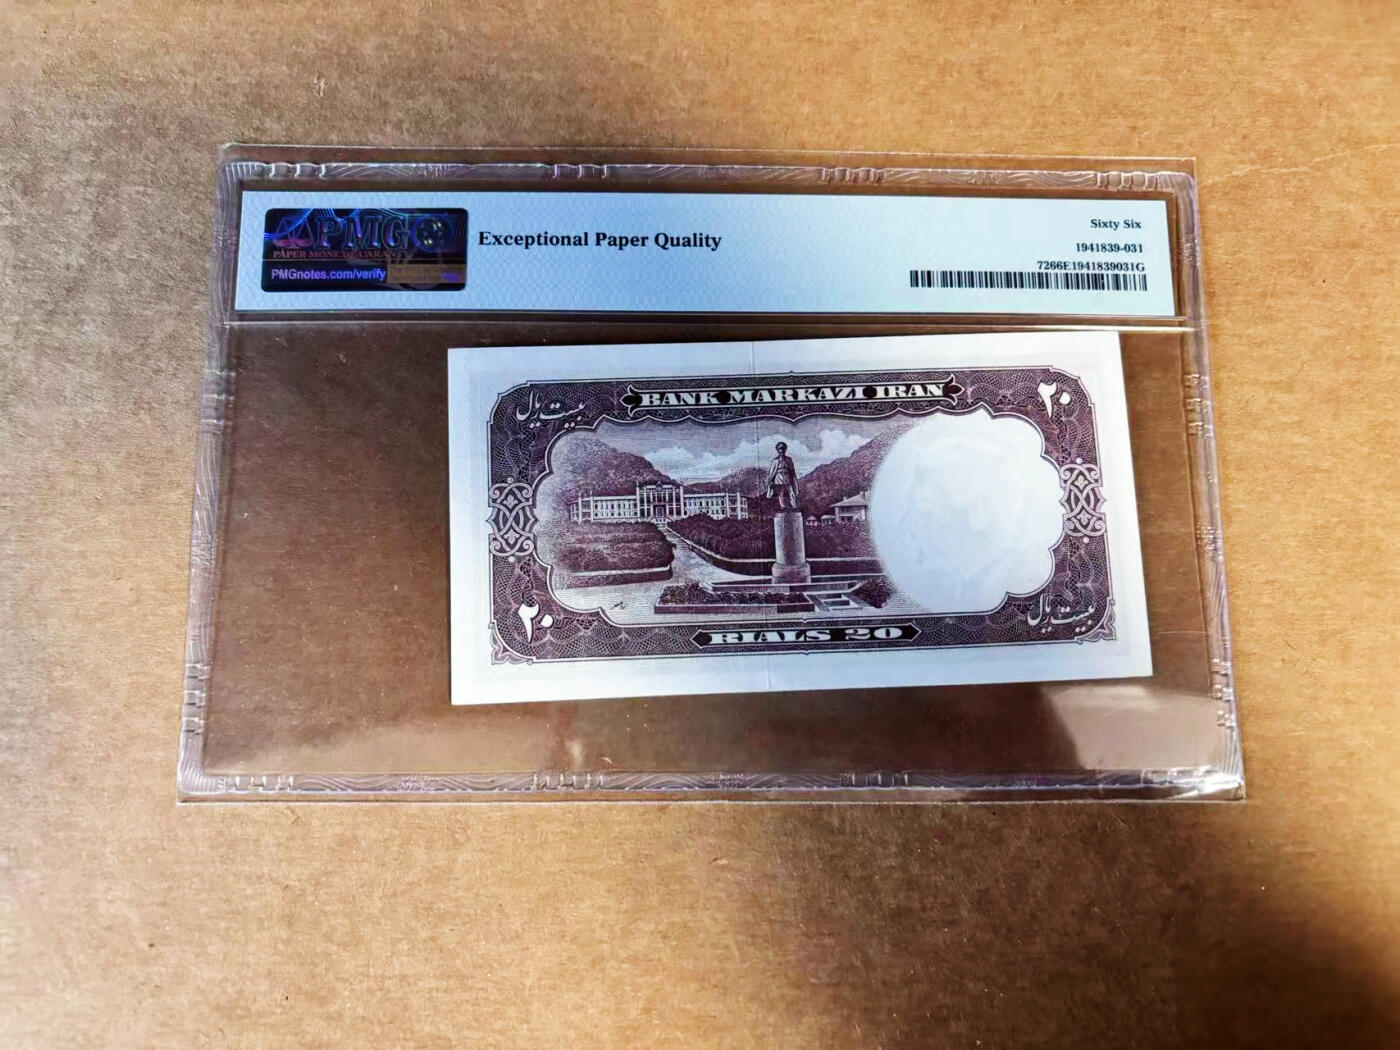 PMG
PAPER MONEY GUARANTY
PMGnotes.com/verify
Exceptional Paper Quality
Sixty Six
1941839-031
7266E1941839031G
بیست ریال
BANK MARKAZI IRAN
۲۰
۲۰
RIALS 20
بیست ریال